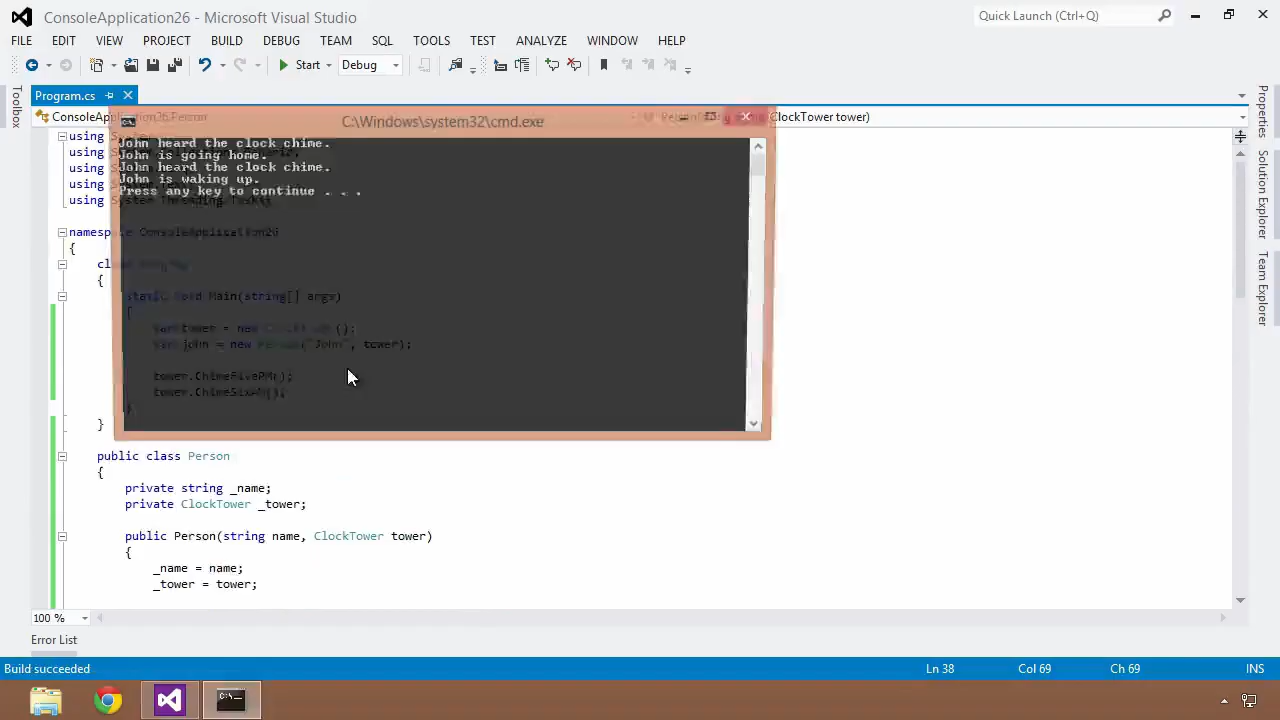 ConsoleApplication26 - Microsoft Visual Studio
Quick Launch (Ctrl+Q)
FILE EDIT VIEW PROJECT BUILD DEBUG TEAM SQL TOOLS TEST ANALYZE WINDOW HELP
Start Debug
Program.cs
Toolbox
ConsoleApplication26.Person
ClockTower tower)
C:\Windows\system32\cmd.exe
John heard the clock chime.
John is going home.
John heard the clock chime.
John is waking up.
Press any key to continue . . .
using System
using
using
using
using System.Threading.Tasks;
namespace ConsoleApplication26
{
{
static void Main(string[] args)
{
var tower = new ClockTower();
var john = new Person("John", tower);
tower.ChimeFivePM();
tower.ChimeSixAM();
}
}
public class Person
{
private string _name;
private ClockTower _tower;
public Person(string name, ClockTower tower)
{
_name = name;
_tower = tower;
Properties
Solution Explorer
Team Explorer
100 %
Error List
Build succeeded
Ln 38 Col 69 Ch 69 INS